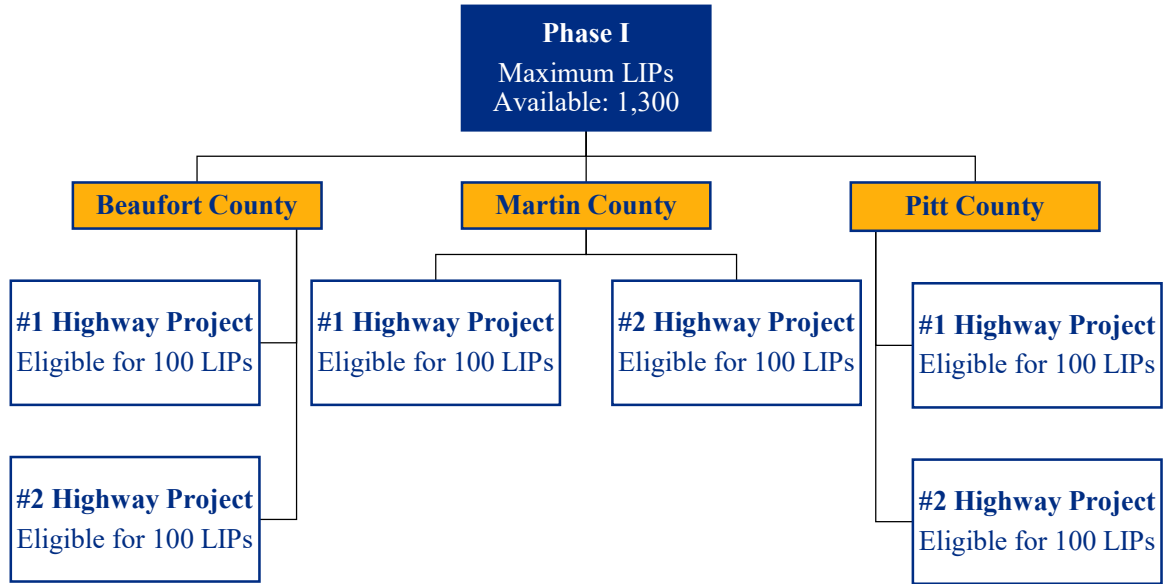 Phase I
Maximum LIPs
Available: 1,300
Beaufort County
Martin County
Pitt County
#1 Highway Project
Eligible for 100 LIPs
#1 Highway Project
Eligible for 100 LIPs
#2 Highway Project
Eligible for 100 LIPs
#1 Highway Project
Eligible for 100 LIPs
#2 Highway Project
Eligible for 100 LIPs
#2 Highway Project
Eligible for 100 LIPs